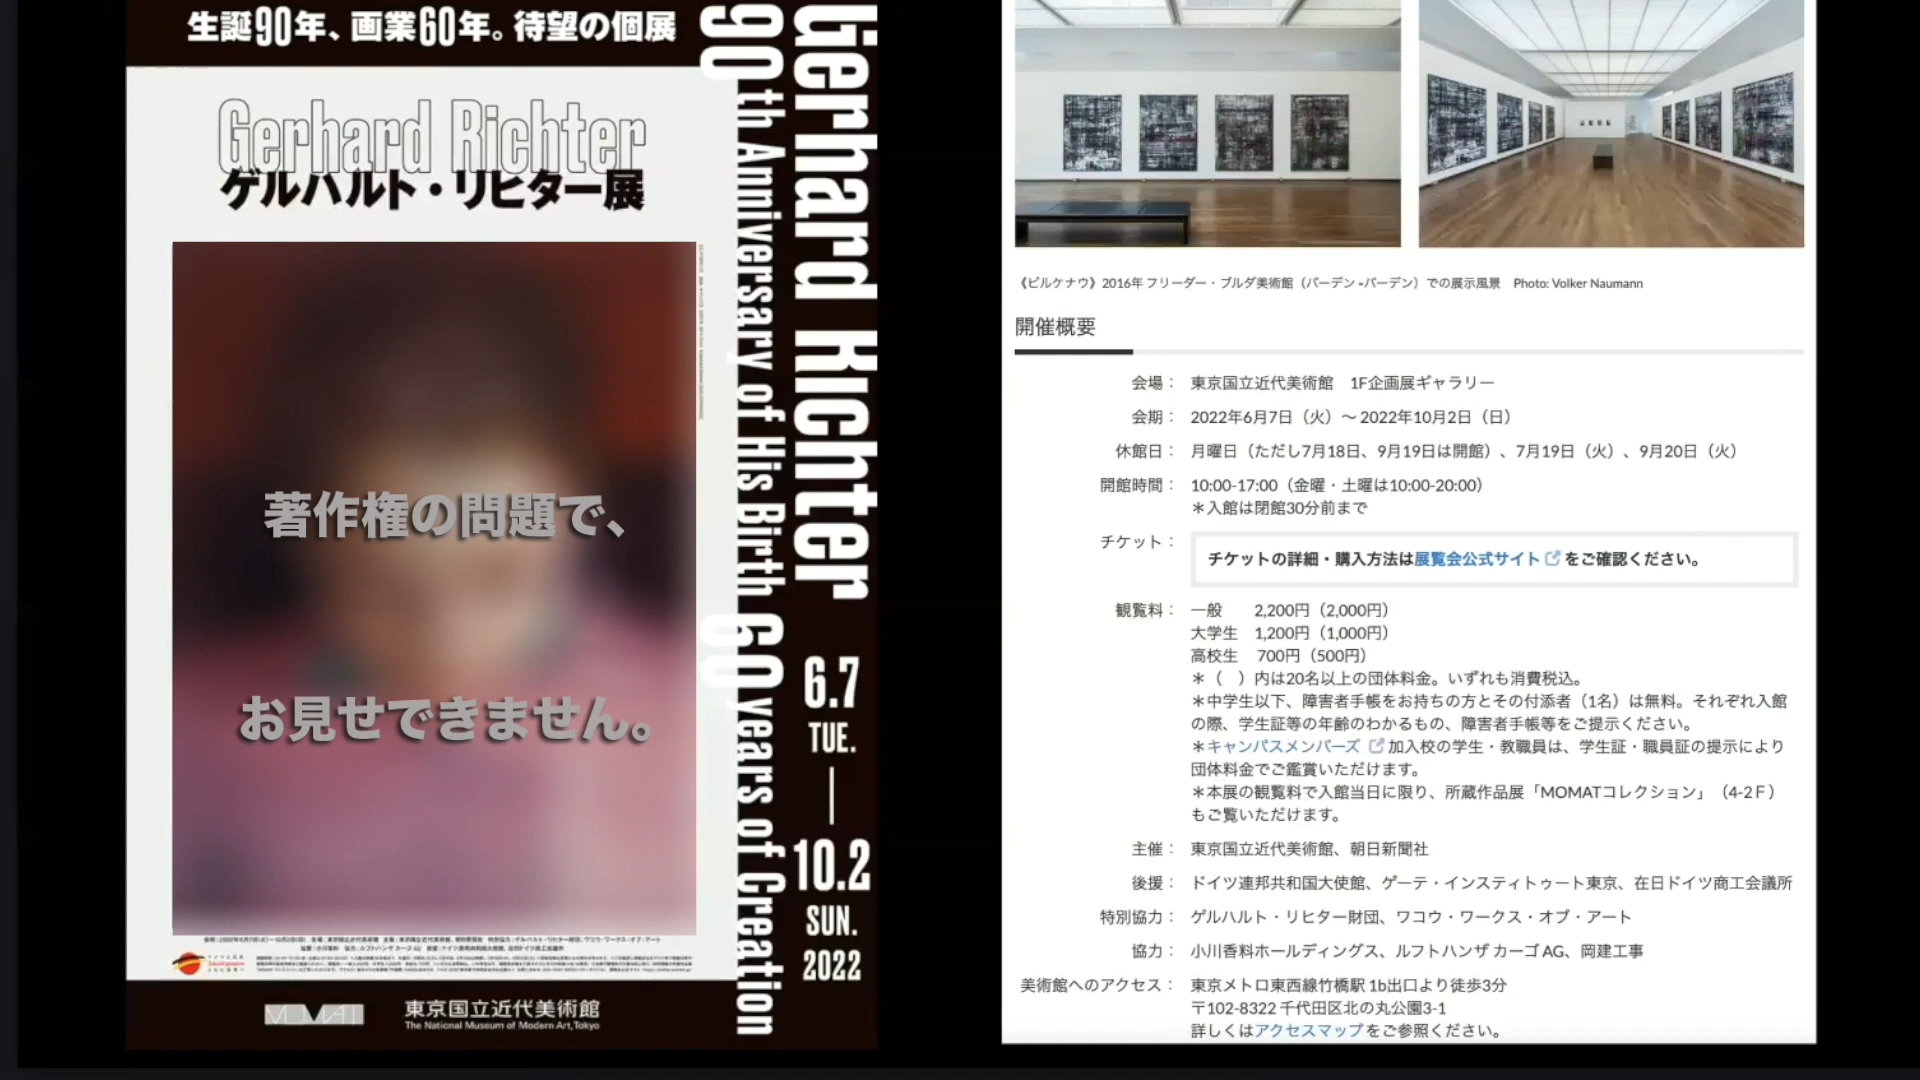 生誕90年、画業60年。待望の個展
Gerhard Richter
ゲルハルト・リヒター展
著作権の問題で、
お見せできません。
MOMAT
東京国立近代美術館
The National Museum of Modern Art, Tokyo
Gerhard Richter
90th Anniversary of His Birth 60 years of Creation
6.7
TUE.
10.2
SUN.
2022
《ビルケナウ》2016年 フリーダー・ブルダ美術館（バーデン=バーデン）での展示風景 Photo: Volker Naumann
開催概要
会場： 東京国立近代美術館 1F企画展ギャラリー
会期： 2022年6月7日（火）〜 2022年10月2日（日）
休館日： 月曜日（ただし7月18日、9月19日は開館）、7月19日（火）、9月20日（火）
開館時間： 10:00-17:00（金曜・土曜は10:00-20:00）
＊入館は閉館30分前まで
チケット：
チケットの詳細・購入方法は展覧会公式サイト をご確認ください。
観覧料： 一般 2,200円（2,000円）
大学生 1,200円（1,000円）
高校生 700円（500円）
＊（ ）内は20名以上の団体料金。いずれも消費税込。
＊中学生以下、障害者手帳をお持ちの方とその付添者（1名）は無料。それぞれ入館
の際、学生証等の年齢のわかるもの、障害者手帳等をご提示ください。
＊キャンパスメンバーズ 加入校の学生・教職員は、学生証・職員証の提示により
団体料金でご鑑賞いただけます。
＊本展の観覧料で入館当日に限り、所蔵作品展「MOMATコレクション」（4-2Ｆ）
もご覧いただけます。
主催： 東京国立近代美術館、朝日新聞社
後援： ドイツ連邦共和国大使館、ゲーテ・インスティトゥート東京、在日ドイツ商工会議所
特別協力： ゲルハルト・リヒター財団、ワコウ・ワークス・オブ・アート
協力： 小川香料ホールディングス、ルフトハンザ カーゴ AG、岡建工事
美術館へのアクセス： 東京メトロ東西線竹橋駅 1b出口より徒歩3分
〒102-8322 千代田区北の丸公園3-1
詳しくはアクセスマップをご参照ください。